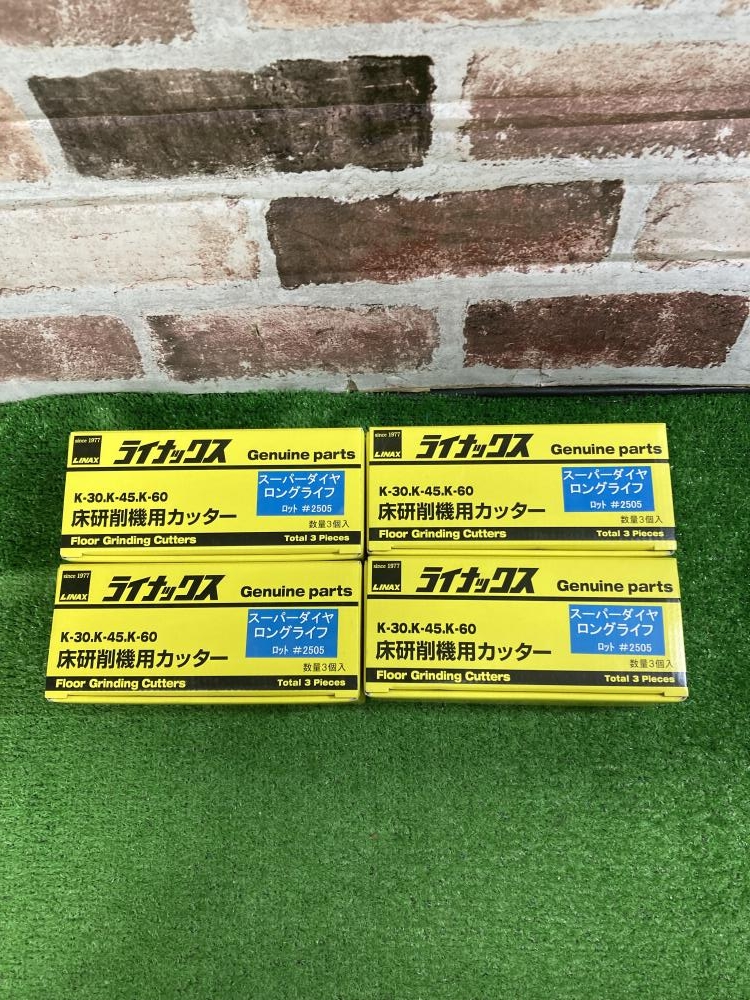 since 1977
LINAX
ライナックス
Genuine parts
K-30.K-45.K-60
床研削機用カッター
スーパーダイヤ
ロングライフ
ロット #2505
数量3個入
Floor Grinding Cutters
Total 3 Pieces
since 1977
LINAX
ライナックス
Genuine parts
K-30.K-45.K-60
床研削機用カッター
スーパーダイヤ
ロングライフ
ロット #2505
数量3個入
Floor Grinding Cutters
Total 3 Pieces
since 1977
LINAX
ライナックス
Genuine parts
K-30.K-45.K-60
床研削機用カッター
スーパーダイヤ
ロングライフ
ロット #2505
数量3個入
Floor Grinding Cutters
Total 3 Pieces
since 1977
LINAX
ライナックス
Genuine parts
K-30.K-45.K-60
床研削機用カッター
スーパーダイヤ
ロングライフ
ロット #2505
数量3個入
Floor Grinding Cutters
Total 3 Pieces